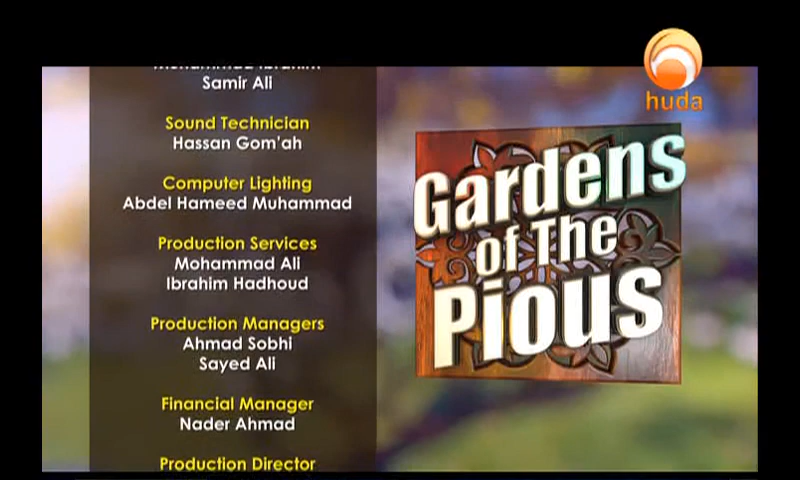 Samir Ali
Sound Technician
Hassan Gom'ah
Computer Lighting
Abdel Hameed Muhammad
Production Services
Mohammad Ali
Ibrahim Hadhoud
Production Managers
Ahmad Sobhi
Sayed Ali
Financial Manager
Nader Ahmad
Production Director
huda
Gardens
of The
Pious